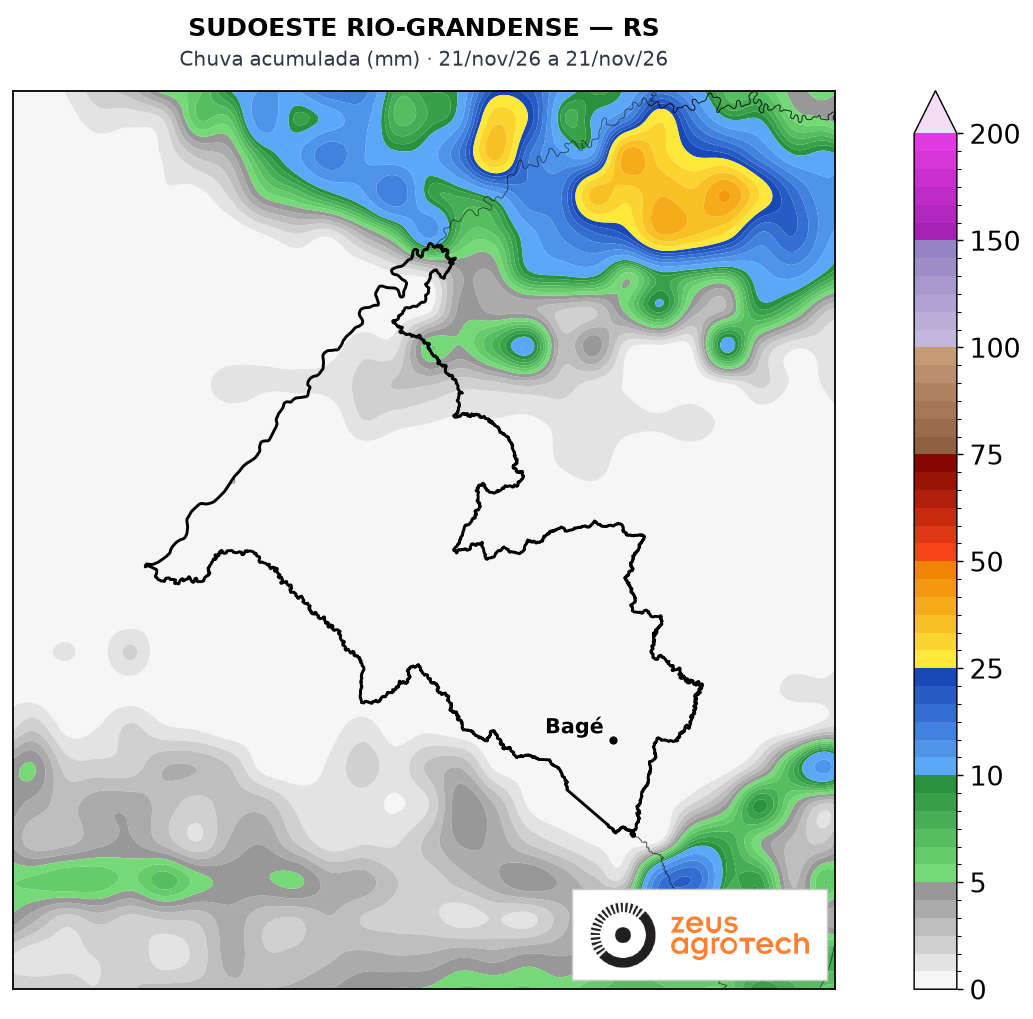 SUDOESTE RIO-GRANDENSE — RS
Chuva acumulada (mm) · 21/nov/26 a 21/nov/26
200
150
100
75
50
25
10
5
0
Bagé
zeus
agrotech